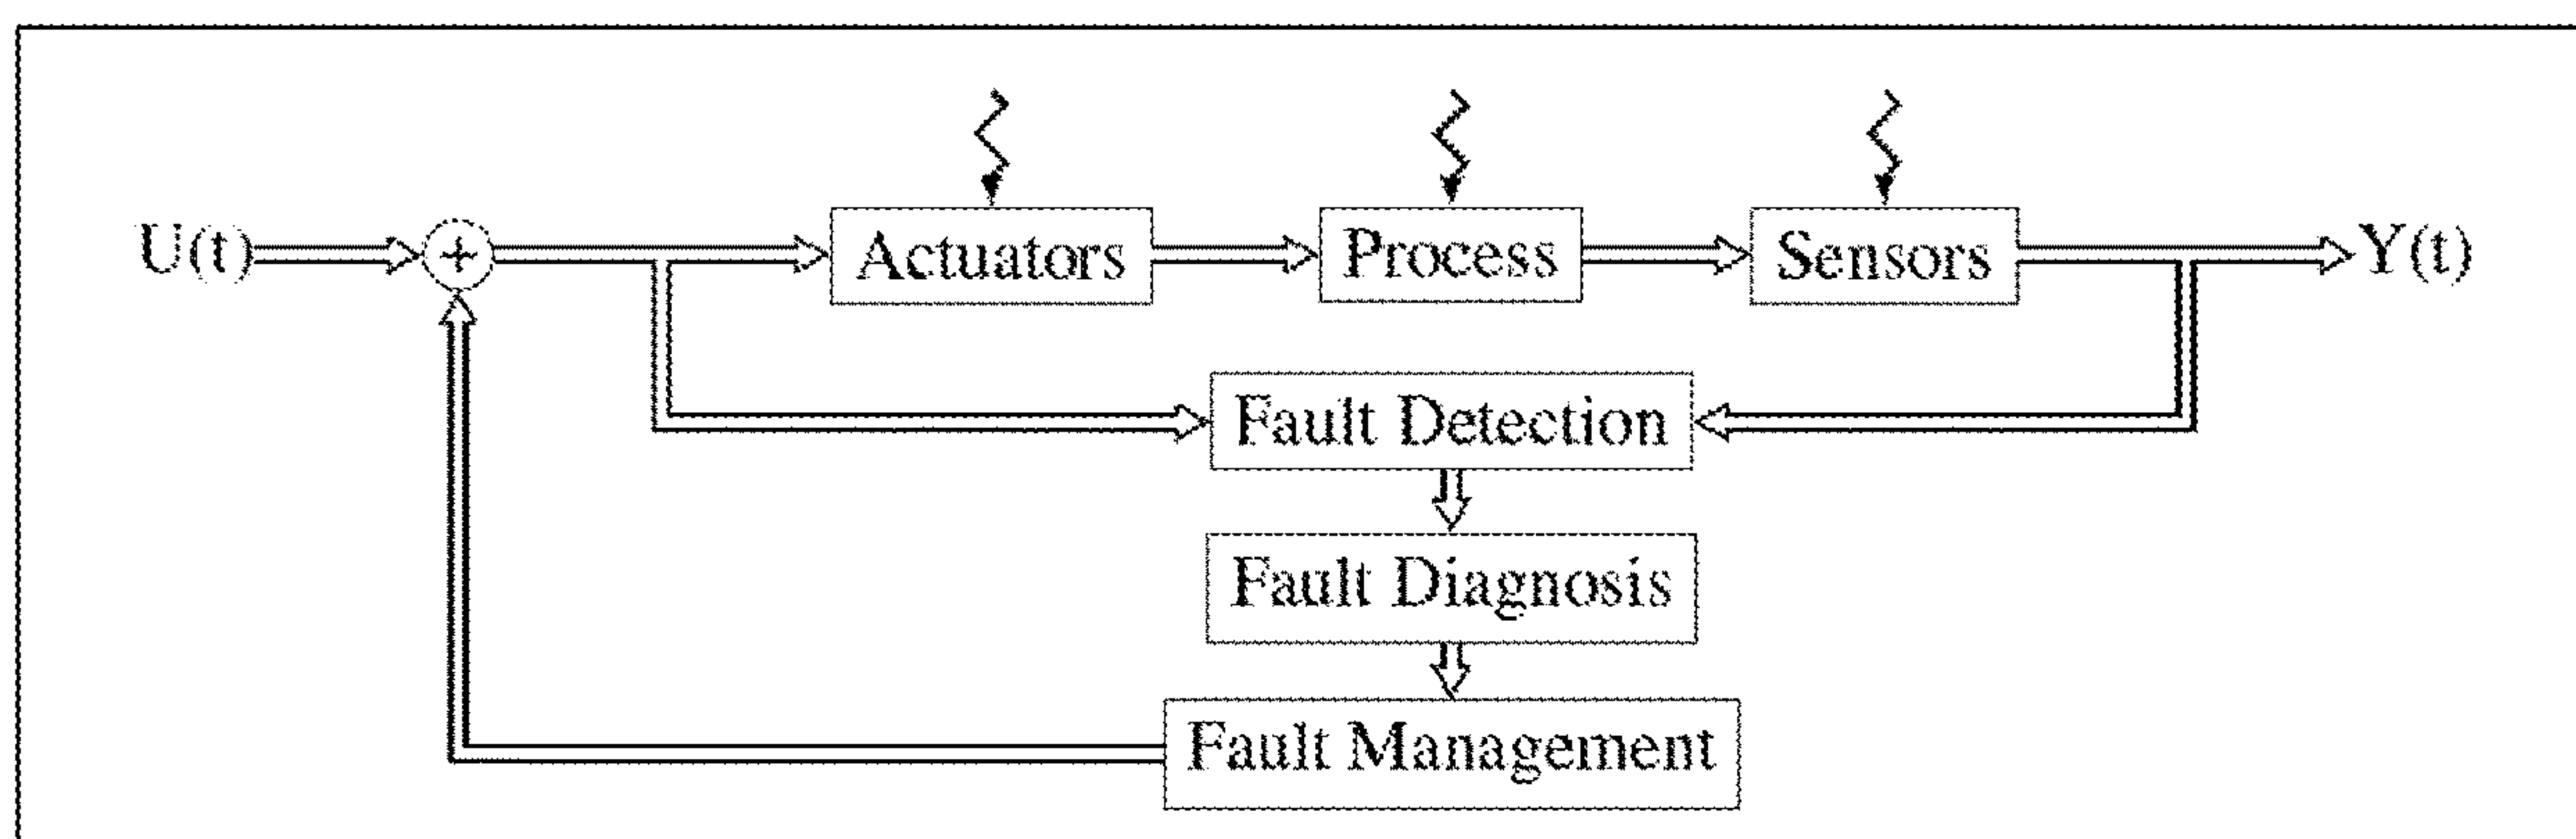 U(t) + Actuators Process Sensors Y(t)
Fault Detection
Fault Diagnosis
Fault Management